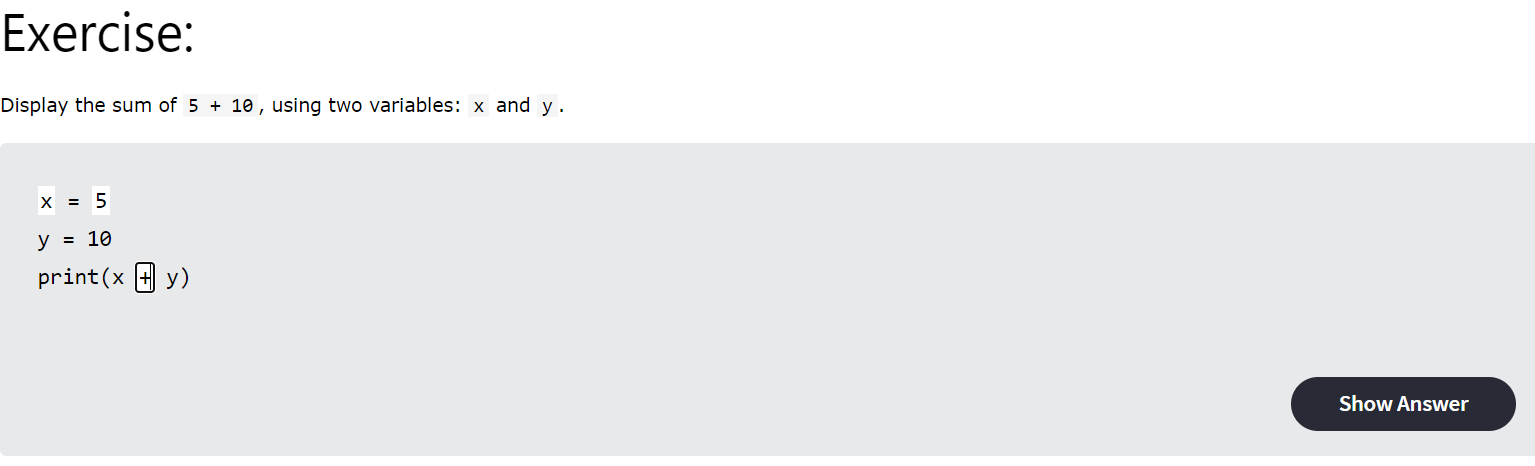 Exercise:
Display the sum of 5 + 10, using two variables: x and y.
x = 5
y = 10
print(x + y)
Show Answer